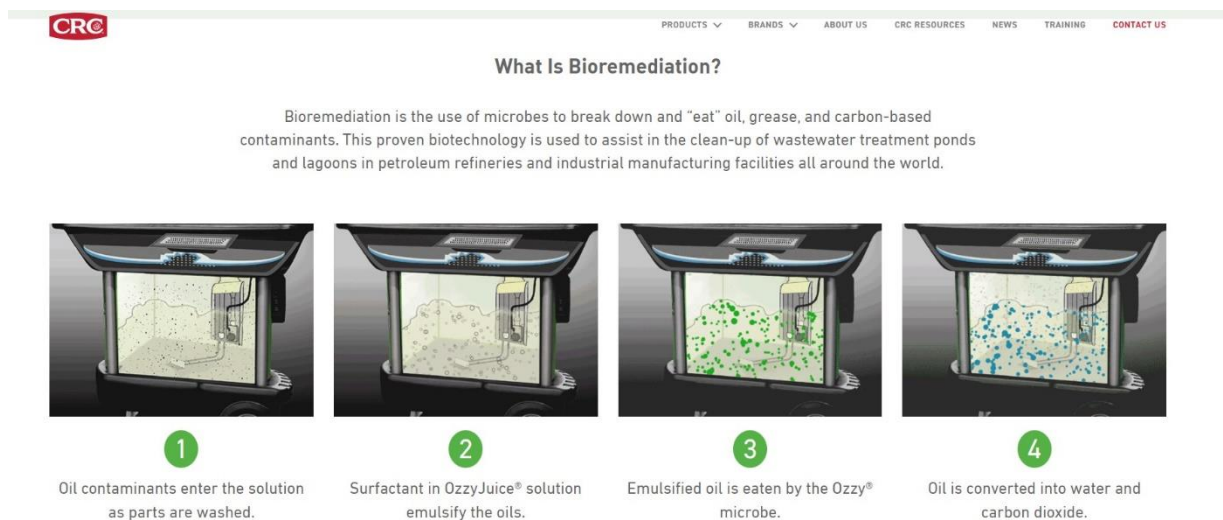 CRC
PRODUCTS
BRANDS
ABOUT US
CRC RESOURCES
NEWS
TRAINING
CONTACT US
What Is Bioremediation?
Bioremediation is the use of microbes to break down and “eat” oil, grease, and carbon-based
contaminants. This proven biotechnology is used to assist in the clean-up of wastewater treatment ponds
and lagoons in petroleum refineries and industrial manufacturing facilities all around the world.
1
Oil contaminants enter the solution
as parts are washed.
2
Surfactant in OzzyJuice® solution
emulsify the oils.
3
Emulsified oil is eaten by the Ozzy®
microbe.
4
Oil is converted into water and
carbon dioxide.